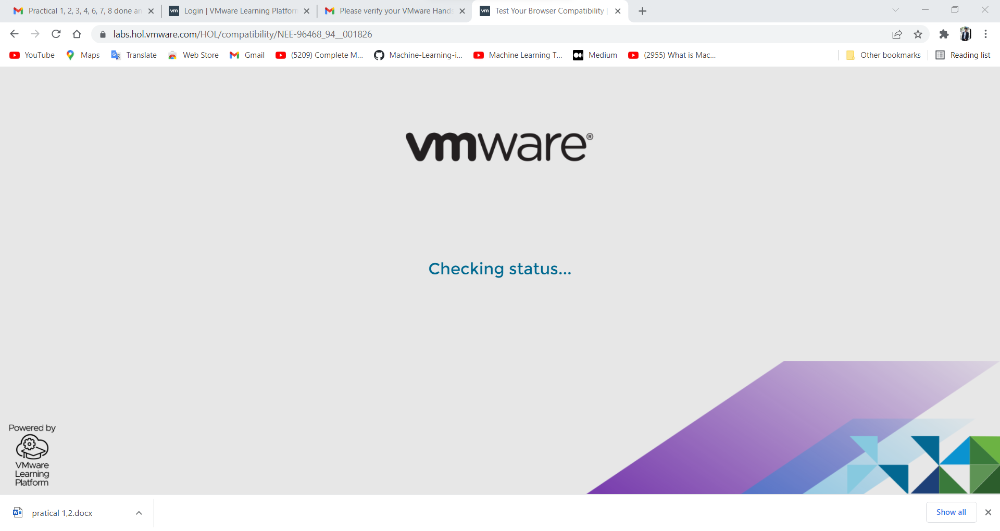 Practical 1, 2, 3, 4, 6, 7, 8 done an
vm Login | VMware Learning Platforn
Please verify your VMware Hands
vm Test Your Browser Compatibility |
labs.hol.vmware.com/HOL/compatibility/NEE-96468_94__001826
YouTube
Maps
Translate
Web Store
Gmail
(5209) Complete M...
Machine-Learning-i...
Machine Learning T...
Medium
(2955) What is Mac...
Other bookmarks
Reading list
vmware®
Checking status...
Powered by
VMware
Learning
Platform
pratical 1,2.docx
Show all